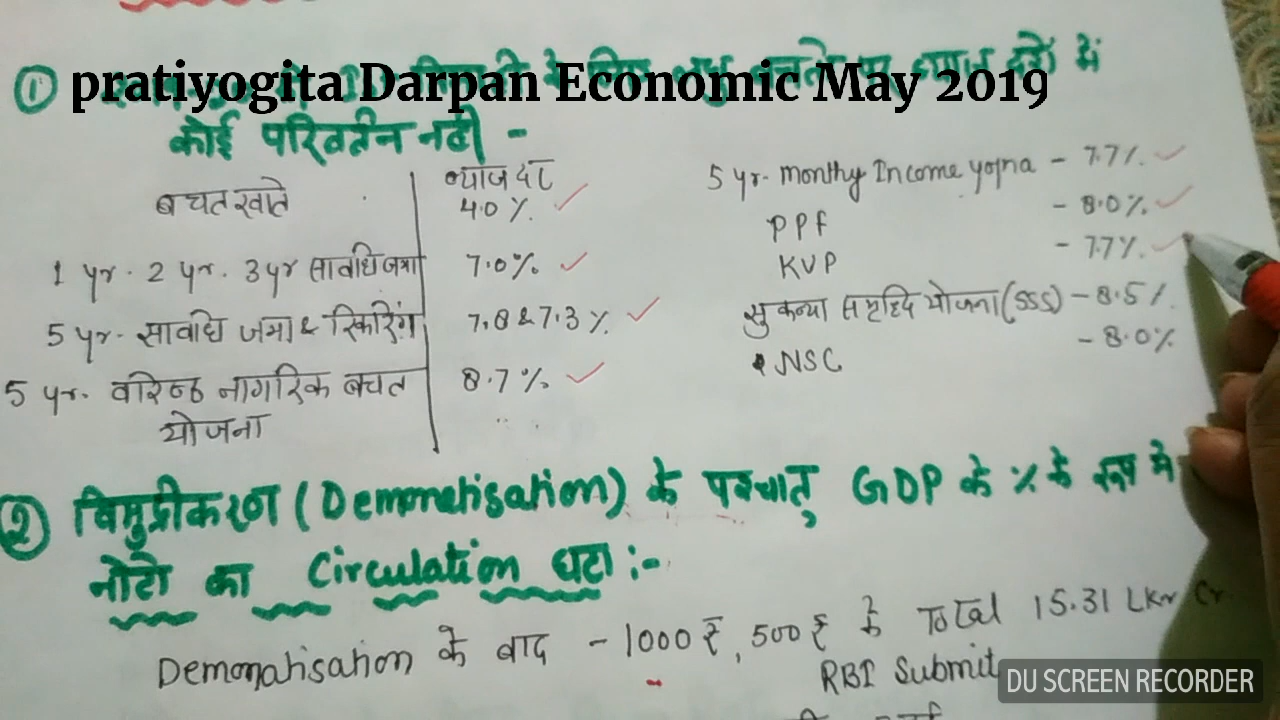 pratiyogita Darpan Economic May 2019
①
में
कोई परिवर्तन नहीं -
ब्याज दर
बचत खाते 4.0 %.
1 yr. 2 yr. 3 yr सावधि जमा 7.0%
5 yr. सावधि जमा & रिकरिंग 7.8 & 7.3 %
5 yr. वरिष्ठ नागरिक बचत 8.7 %
योजना
5 yr. monthy Income yojna - 7.7%.
PPF - 8.0%.
KVP - 7.7%.
सुकन्या समृद्दि योजना (SSS) - 8.5%.
NSC - 8.0%
② विमुद्रीकरण (Demonetisation) के पश्चात् GDP के % के रूप मे
नोटो का Circulation घटा :-
Demonatisation के बाद - 1000 ₹, 500 ₹ के Total 15.31 LKr Cr.
RBI Submit
DU SCREEN RECORDER